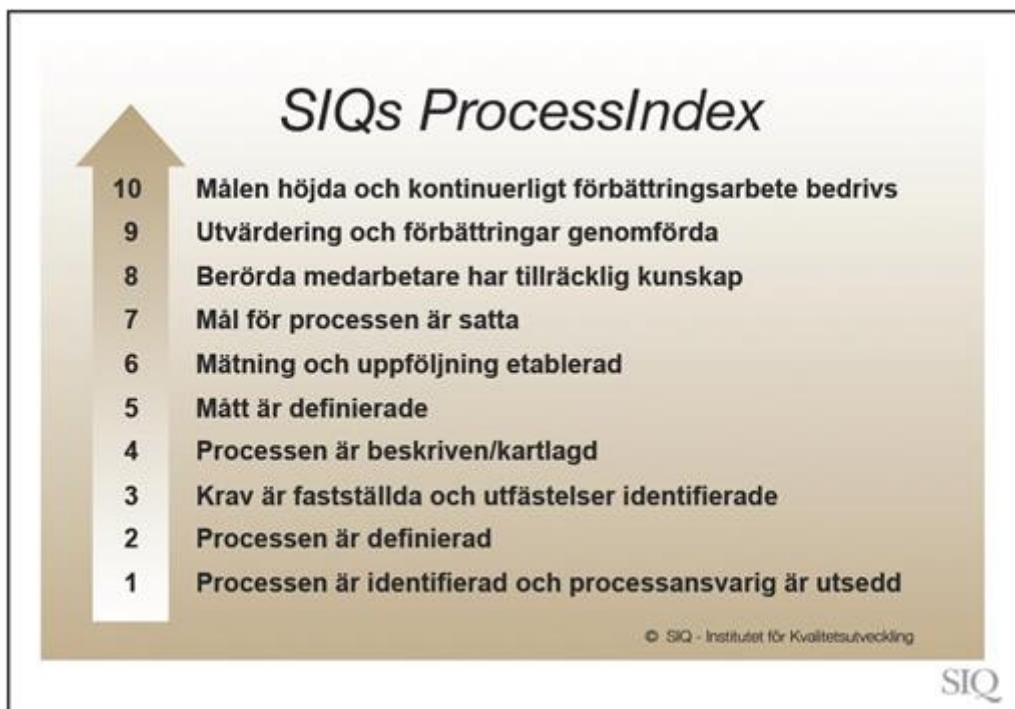 SIQs ProcessIndex
10 Målen höjda och kontinuerligt förbättringsarbete bedrivs
9 Utvärdering och förbättringar genomförda
8 Berörda medarbetare har tillräcklig kunskap
7 Mål för processen är satta
6 Mätning och uppföljning etablerad
5 Mått är definierade
4 Processen är beskriven/kartlagd
3 Krav är fastställda och utfästelser identifierade
2 Processen är definierad
1 Processen är identifierad och processansvarig är utsedd
© SIQ - Institutet för Kvalitetsutveckling
SIQ